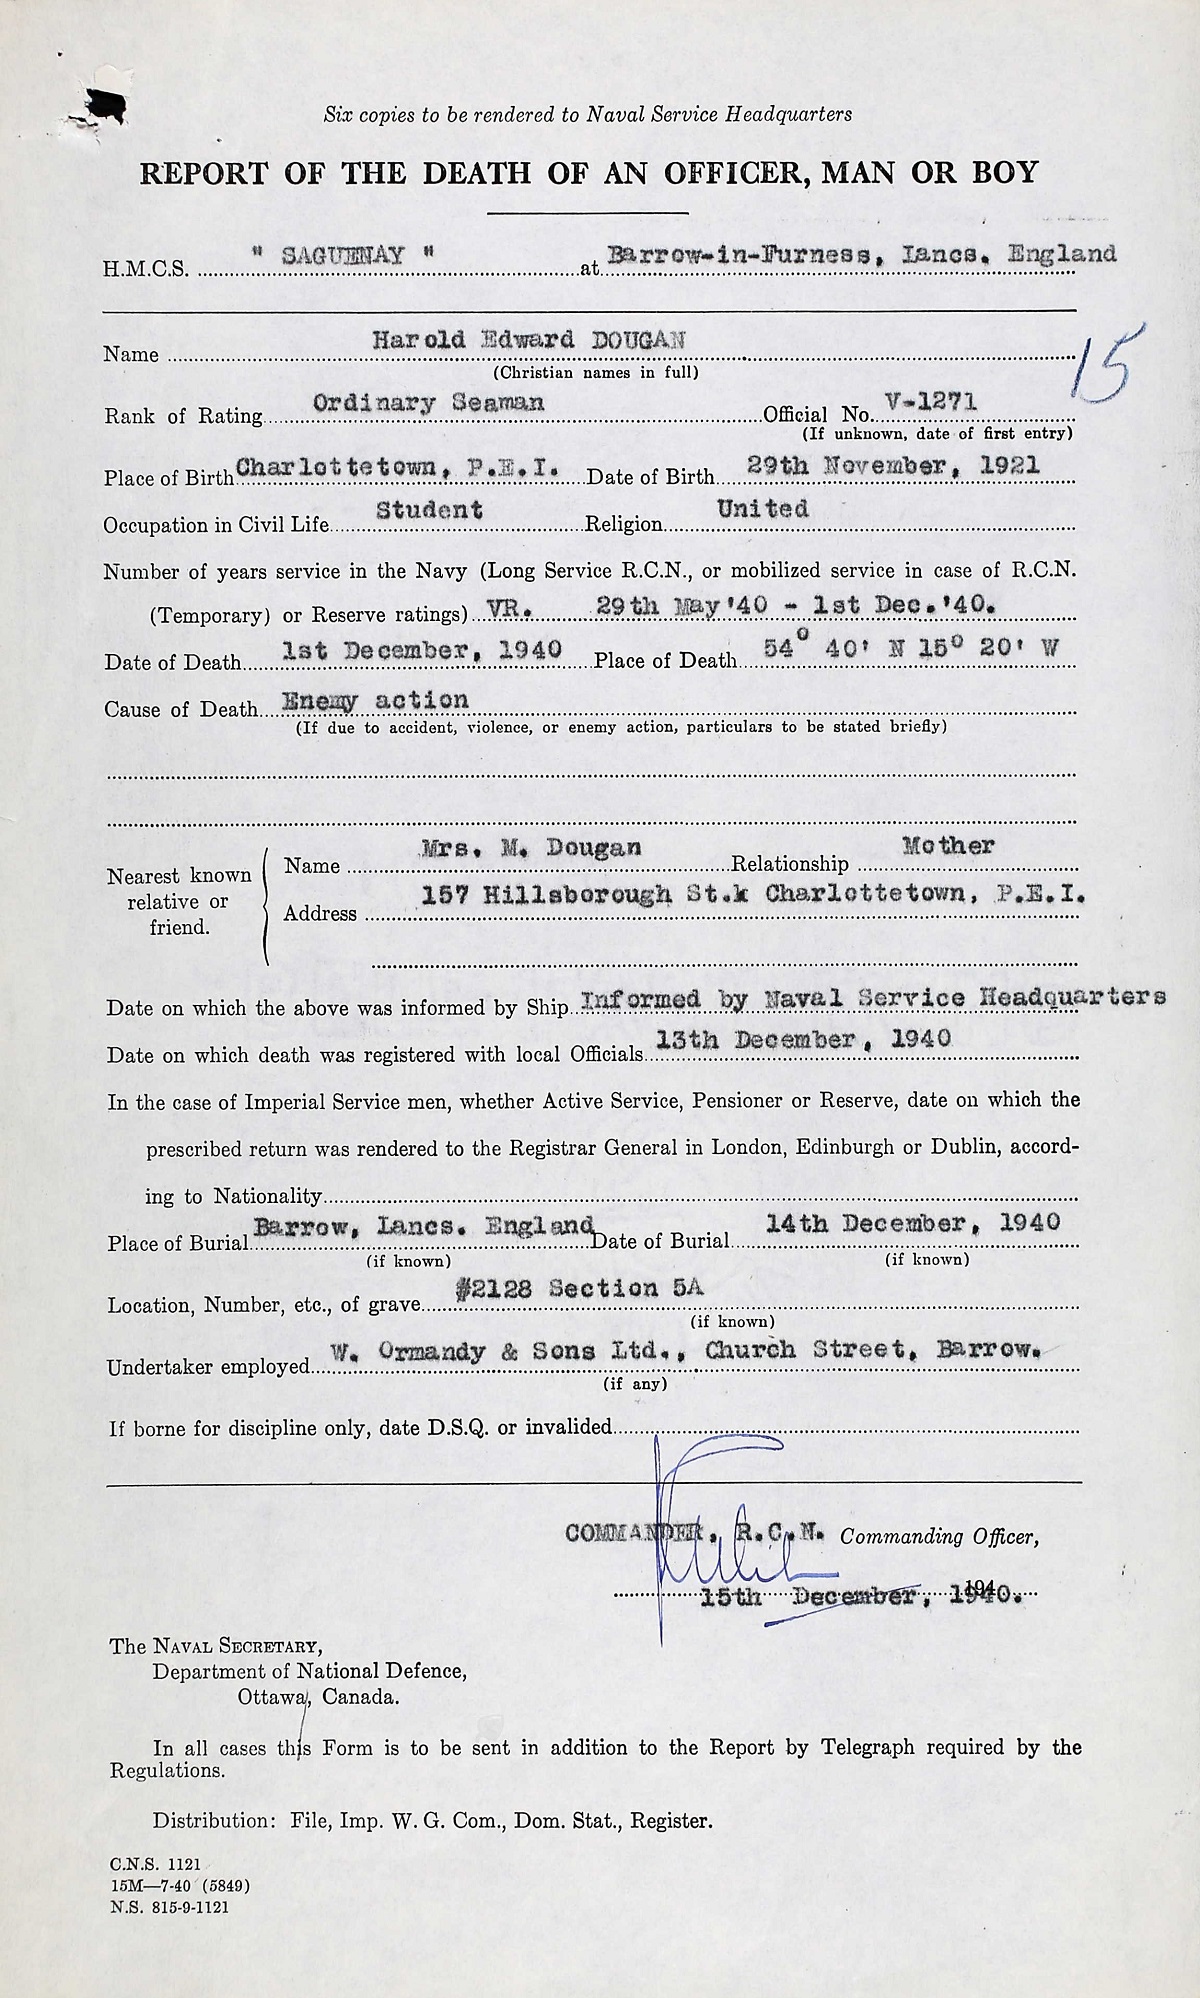 Six copies to be rendered to Naval Service Headquarters
REPORT OF THE DEATH OF AN OFFICER, MAN OR BOY
H.M.C.S. " SAGUENAY " at Barrow-in-Furness, Lancs. England
Name Harold Edward DOUGAN
(Christian names in full)
15
Rank of Rating Ordinary Seaman Official No. V-1271
(If unknown, date of first entry)
Place of Birth Charlottetown, P.E.I. Date of Birth 29th November, 1921
Occupation in Civil Life Student Religion United
Number of years service in the Navy (Long Service R.C.N., or mobilized service in case of R.C.N.
(Temporary) or Reserve ratings) VR. 29th May '40 - 1st Dec. '40.
Date of Death 1st December, 1940 Place of Death 54° 40' N 15° 20' W
Cause of Death Enemy action
(If due to accident, violence, or enemy action, particulars to be stated briefly)
Nearest known relative or friend.
Name Mrs. M. Dougan Relationship Mother
Address 157 Hillsborough St.k Charlottetown, P.E.I.
Date on which the above was informed by Ship Informed by Naval Service Headquarters
Date on which death was registered with local Officials 13th December, 1940
In the case of Imperial Service men, whether Active Service, Pensioner or Reserve, date on which the
prescribed return was rendered to the Registrar General in London, Edinburgh or Dublin, accord-
ing to Nationality
Place of Burial Barrow, Lancs. England Date of Burial 14th December, 1940
(if known) (if known)
Location, Number, etc., of grave #2128 Section 5A
(if known)
Undertaker employed W. Ormandy & Sons Ltd., Church Street, Barrow.
(if any)
If borne for discipline only, date D.S.Q. or invalided
COMMANDER, R.C.N. Commanding Officer,
15th December, 1940. 194
The NAVAL SECRETARY,
Department of National Defence,
Ottawa, Canada.
In all cases this Form is to be sent in addition to the Report by Telegraph required by the
Regulations.
Distribution: File, Imp. W. G. Com., Dom. Stat., Register.
C.N.S. 1121
15M—7-40 (5849)
N.S. 815-9-1121